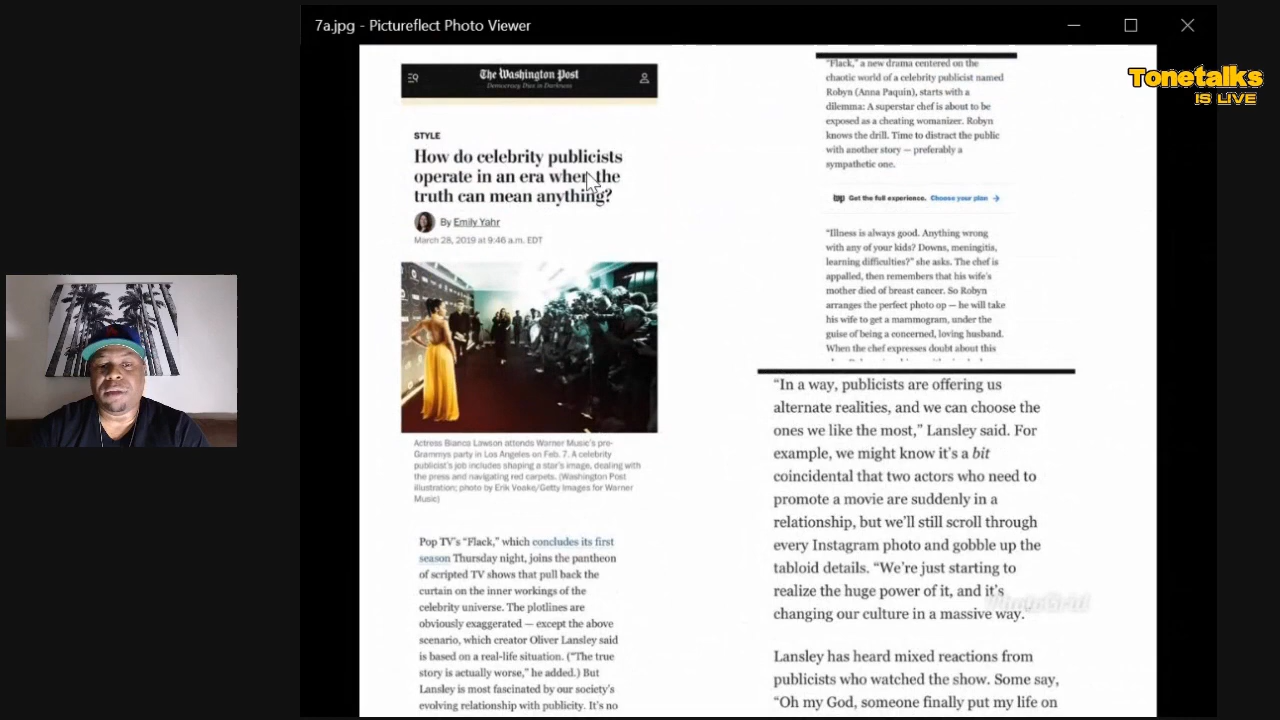 7a.jpg - Pictureflect Photo Viewer
Tonetalks
IS LIVE
The Washington Post
Democracy Dies in Darkness
STYLE
How do celebrity publicists
operate in an era when the
truth can mean anything?
By Emily Yahr
March 28, 2019 at 9:46 a.m. EDT
Actress Bianca Lawson attends Warner Music's pre-
Grammys party in Los Angeles on Feb. 7. A celebrity
publicist's job includes shaping a star's image, dealing with
the press and navigating red carpets. (Washington Post
illustration; photo by Erik Voake/Getty Images for Warner
Music)
Pop TV's "Flack," which concludes its first
season Thursday night, joins the pantheon
of scripted TV shows that pull back the
curtain on the inner workings of the
celebrity universe. The plotlines are
obviously exaggerated — except the above
scenario, which creator Oliver Lansley said
is based on a real-life situation. ("The true
story is actually worse," he added.) But
Lansley is most fascinated by our society's
evolving relationship with publicity. It's no
"Flack," a new drama centered on the
chaotic world of a celebrity publicist named
Robyn (Anna Paquin), starts with a
dilemma: A superstar chef is about to be
exposed as a cheating womanizer. Robyn
knows the drill. Time to distract the public
with another story — preferably a
sympathetic one.
wp Get the full experience. Choose your plan →
"Illness is always good. Anything wrong
with any of your kids? Downs, meningitis,
learning difficulties?" she asks. The chef is
appalled, then remembers that his wife's
mother died of breast cancer. So Robyn
arranges the perfect photo op — he will take
his wife to get a mammogram, under the
guise of being a concerned, loving husband.
When the chef expresses doubt about this
"In a way, publicists are offering us
alternate realities, and we can choose the
ones we like the most," Lansley said. For
example, we might know it's a bit
coincidental that two actors who need to
promote a movie are suddenly in a
relationship, but we'll still scroll through
every Instagram photo and gobble up the
tabloid details. "We're just starting to
realize the huge power of it, and it's
changing our culture in a massive way."
PhotoGrid
Lansley has heard mixed reactions from
publicists who watched the show. Some say,
"Oh my God, someone finally put my life on